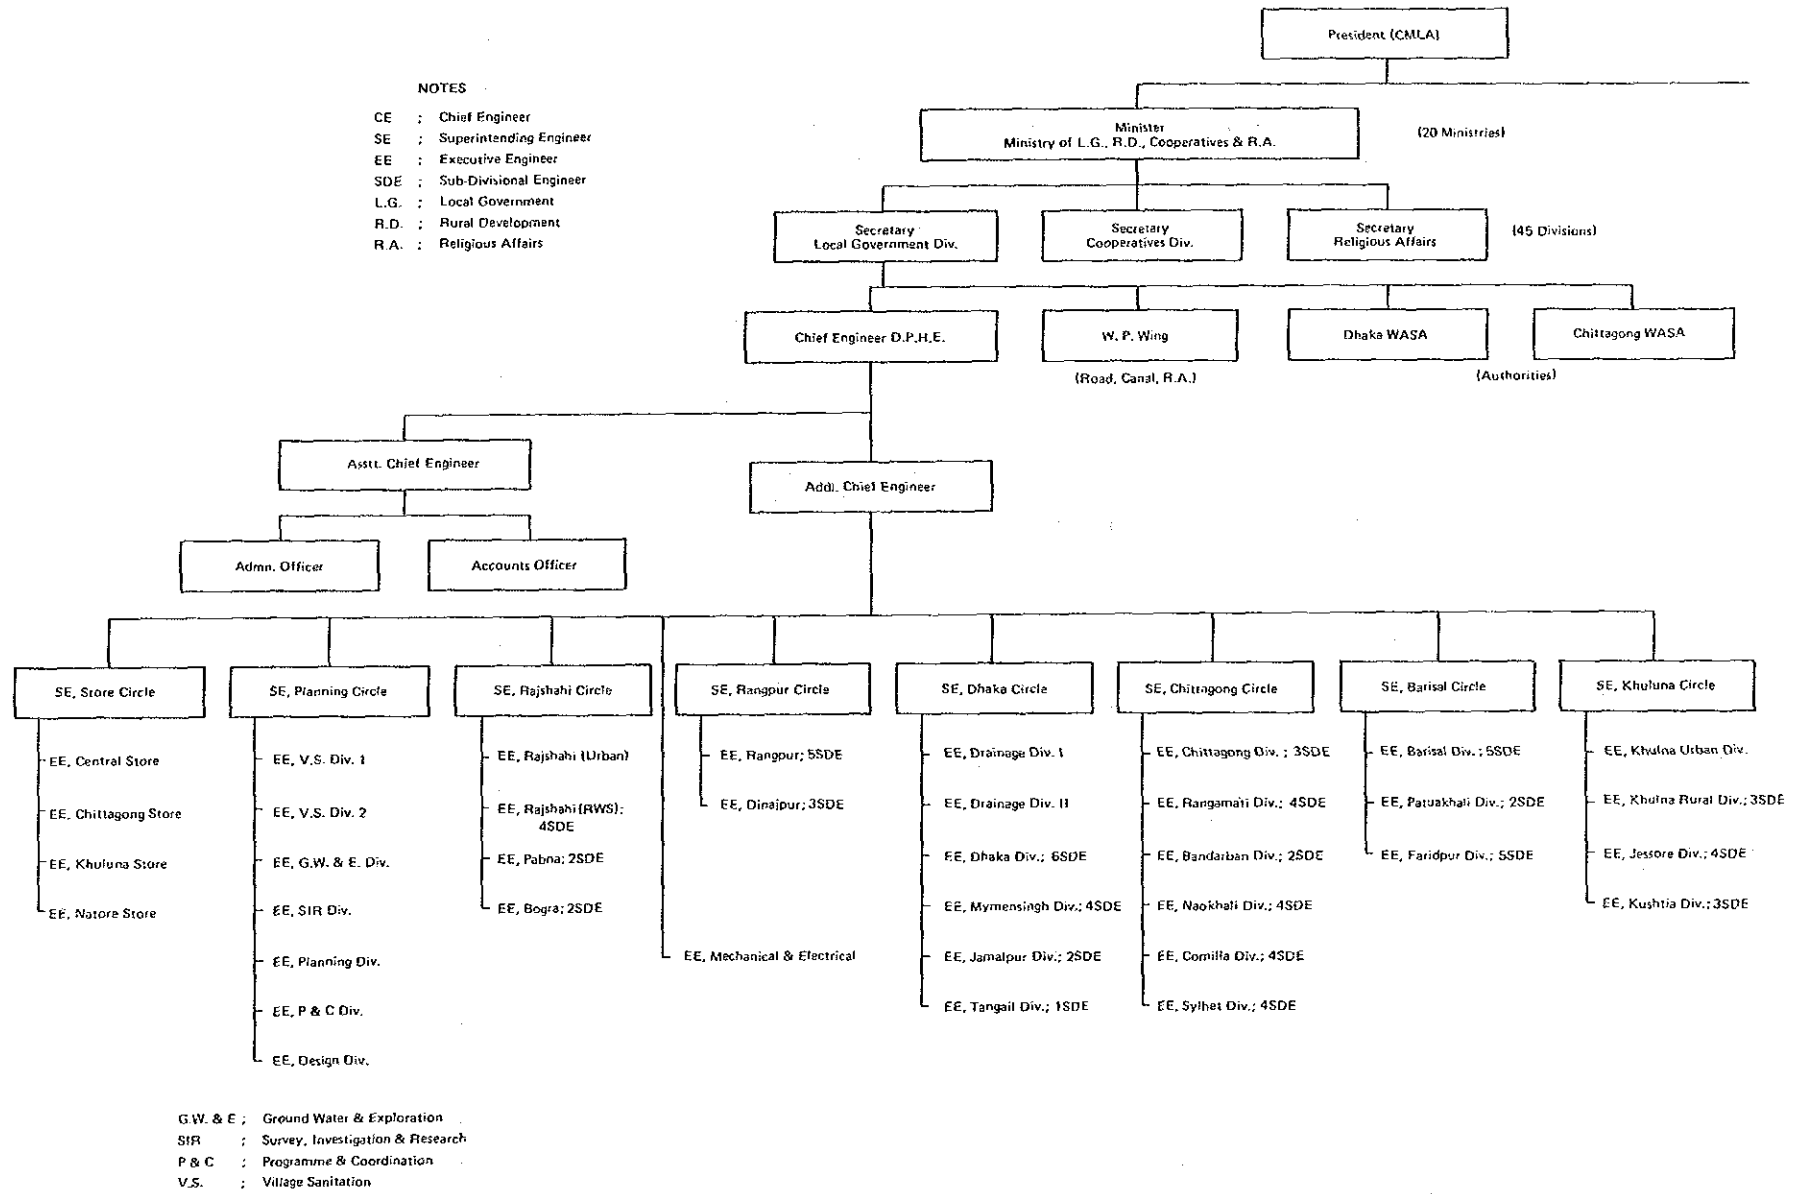 President (CMLA)
NOTES
CE ; Chief Engineer
SE ; Superintending Engineer
EE ; Executive Engineer
SDE ; Sub-Divisional Engineer
L.G. ; Local Government
R.D. ; Rural Development
R.A. ; Religious Affairs
Minister
Ministry of L.G., R.D., Cooperatives & R.A.
(20 Ministries)
Secretary
Local Government Div.
Secretary
Cooperatives Div.
Secretary
Religious Affairs
(45 Divisions)
Chief Engineer D.P.H.E.
W. P. Wing
Dhaka WASA
Chittagong WASA
(Road, Canal, R.A.)
(Authorities)
Asstt. Chief Engineer
Addl. Chief Engineer
Admn. Officer
Accounts Officer
SE, Store Circle
EE, Central Store
EE, Chittagong Store
EE, Khuluna Store
EE, Natore Store
SE, Planning Circle
EE, V.S. Div. 1
EE, V.S. Div. 2
EE, G.W. & E. Div.
EE, SIR Div.
EE, Planning Div.
EE, P & C Div.
EE, Design Div.
SE, Rajshahi Circle
EE, Rajshahi (Urban)
EE, Rajshahi (RWS);
4SDE
EE, Pabna; 2SDE
EE, Bogra; 2SDE
EE, Mechanical & Electrical
SE, Rangpur Circle
EE, Rangpur; 5SDE
EE, Dinajpur; 3SDE
SE, Dhaka Circle
EE, Drainage Div. I
EE, Drainage Div. II
EE, Dhaka Div.; 6SDE
EE, Mymensingh Div.; 4SDE
EE, Jamalpur Div.; 2SDE
EE, Tangail Div.; 1SDE
SE, Chittagong Circle
EE, Chittagong Div. ; 3SDE
EE, Rangamati Div.; 4SDE
EE, Bandarban Div.; 2SDE
EE, Naokhali Div.; 4SDE
EE, Comilla Div.; 4SDE
EE, Sylhet Div.; 4SDE
SE, Barisal Circle
EE, Barisal Div.; 5SDE
EE, Patuakhali Div.; 2SDE
EE, Faridpur Div.; 5SDE
SE, Khuluna Circle
EE, Khulna Urban Div.
EE, Khulna Rural Div.; 3SDE
EE, Jessore Div.; 4SDE
EE, Kushtia Div.; 3SDE
G.W. & E ; Ground Water & Exploration
SIR ; Survey, Investigation & Research
P & C ; Programme & Coordination
V.S. ; Village Sanitation